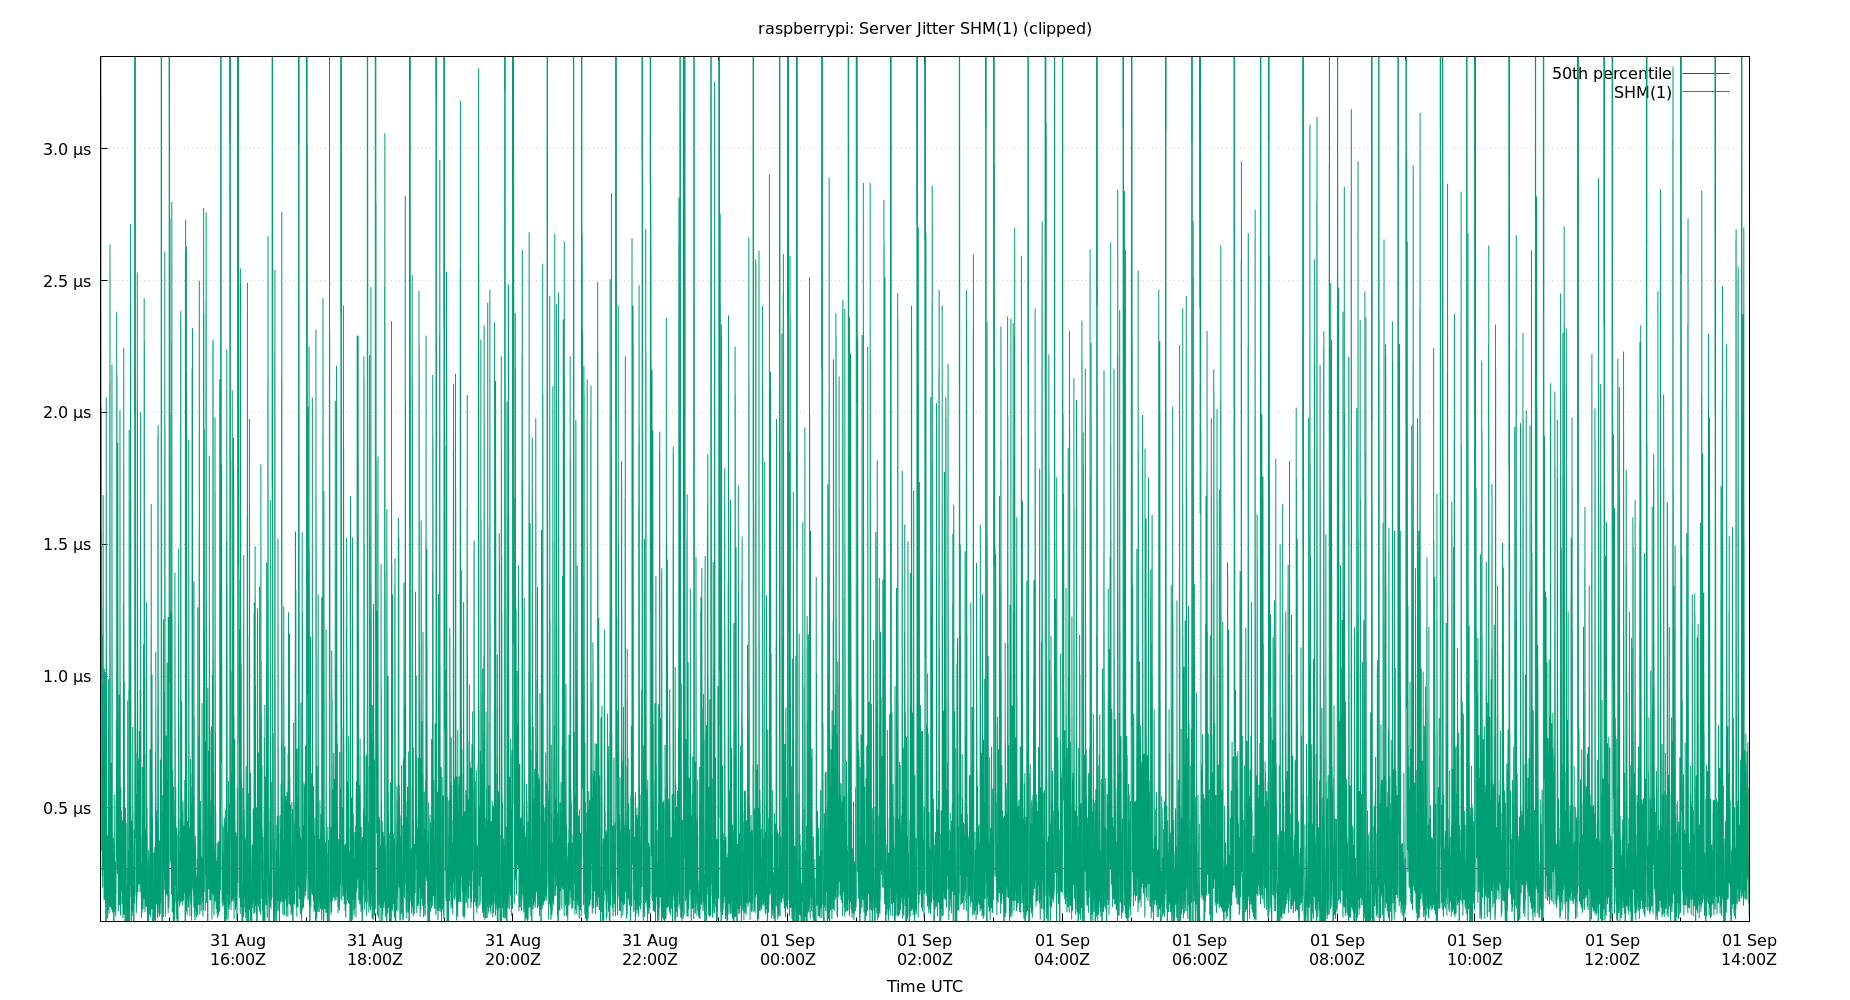 raspberrypi: Server Jitter SHM(1) (clipped)
50th percentile
SHM(1)
3.0 µs
2.5 µs
2.0 µs
1.5 µs
1.0 µs
0.5 µs
31 Aug 31 Aug 31 Aug 31 Aug 01 Sep 01 Sep 01 Sep 01 Sep 01 Sep 01 Sep 01 Sep 01 Sep
16:00Z 18:00Z 20:00Z 22:00Z 00:00Z 02:00Z 04:00Z 06:00Z 08:00Z 10:00Z 12:00Z 14:00Z
Time UTC